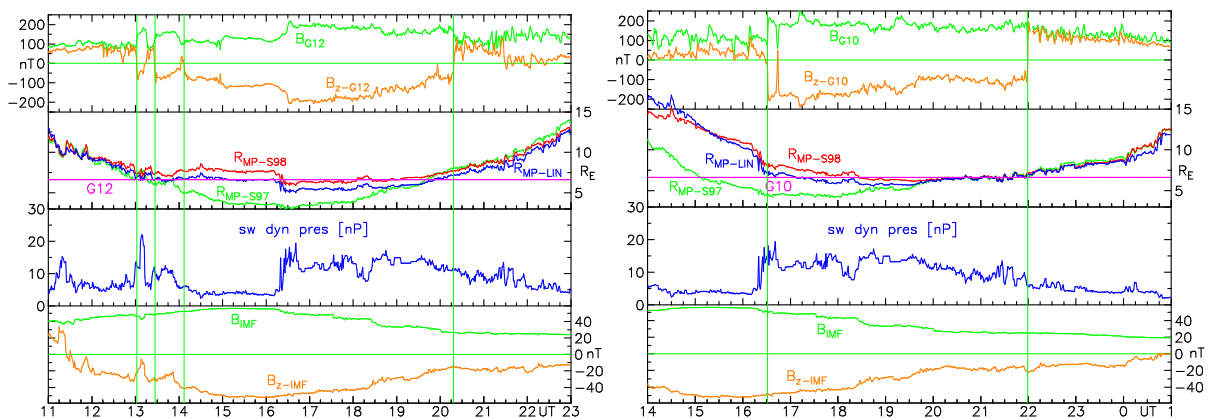 200
100
nT 0
−100
−200
B_G12
B_z−G12
15
10
R_E
5
R_MP−S98
R_MP−LIN
G12
R_MP−S97
30
20
10
0
sw dyn pres [nP]
40
20
0 nT
−20
−40
B_IMF
B_z−IMF
11 12 13 14 15 16 17 18 19 20 21 22 UT 23
200
100
nT 0
−100
−200
B_G10
B_z−G10
15
10
R_E
5
R_MP−S98
R_MP−LIN
R_MP−S97
G10
30
20
10
0
sw dyn pres [nP]
40
20
0 nT
−20
−40
B_IMF
B_z−IMF
14 15 16 17 18 19 20 21 22 23 0 UT 1